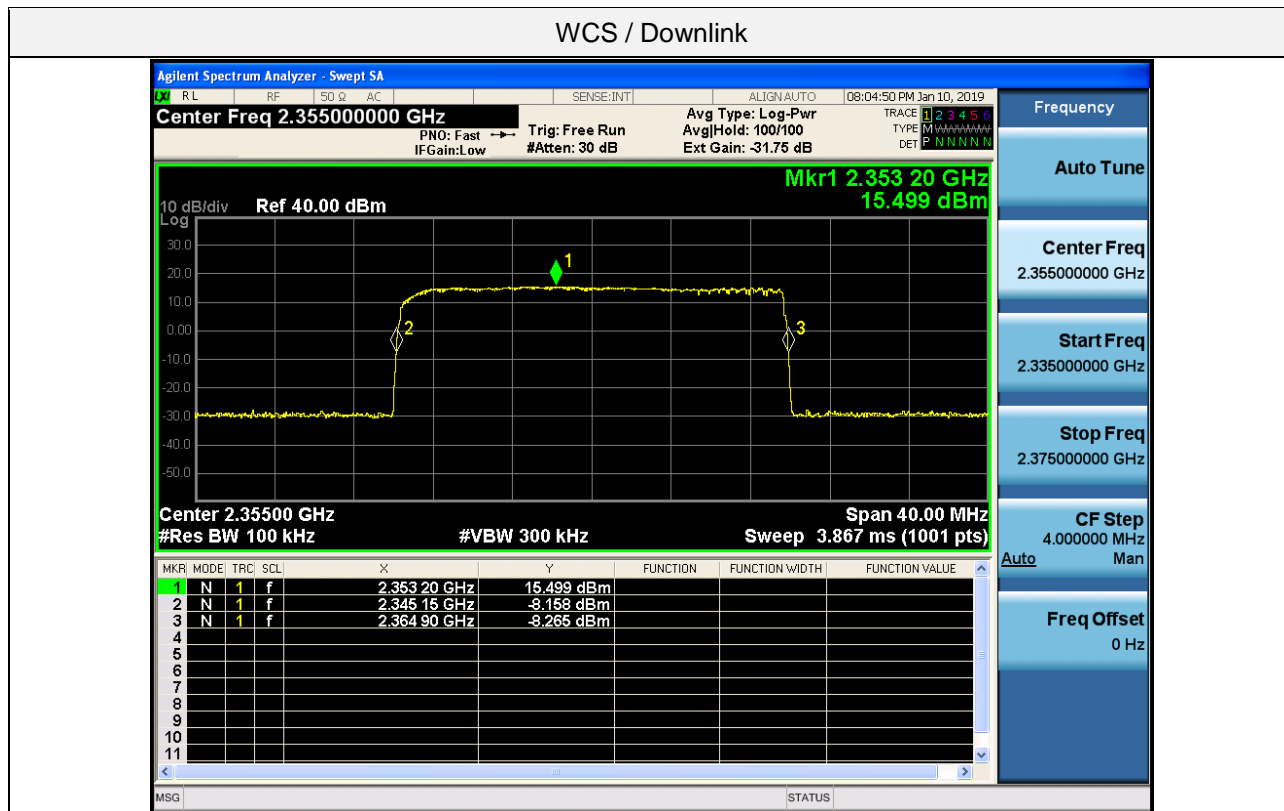 WCS / Downlink
Agilent Spectrum Analyzer - Swept SA
LXI RL RF 50 Ω AC SENSE:INT ALIGN AUTO 08:04:50 PM Jan 10, 2019
Center Freq 2.355000000 GHz
PNO: Fast
IFGain:Low
Trig: Free Run
#Atten: 30 dB
Avg Type: Log-Pwr
Avg|Hold: 100/100
Ext Gain: -31.75 dB
TRACE 1 2 3 4 5 6
TYPE M WWWWW
DET P N N N N N
Mkr1 2.353 20 GHz
15.499 dBm
10 dB/div Ref 40.00 dBm
Log
30.0
20.0
10.0
0.00
-10.0
-20.0
-30.0
-40.0
-50.0
1
2
3
Center 2.35500 GHz Span 40.00 MHz
#Res BW 100 kHz #VBW 300 kHz Sweep 3.867 ms (1001 pts)
MKR MODE TRC SCL X Y FUNCTION FUNCTION WIDTH FUNCTION VALUE
1 N 1 f 2.353 20 GHz 15.499 dBm
2 N 1 f 2.345 15 GHz -8.158 dBm
3 N 1 f 2.364 90 GHz -8.265 dBm
4
5
6
7
8
9
10
11
MSG STATUS
Frequency
Auto Tune
Center Freq
2.355000000 GHz
Start Freq
2.335000000 GHz
Stop Freq
2.375000000 GHz
CF Step
4.000000 MHz
Auto Man
Freq Offset
0 Hz